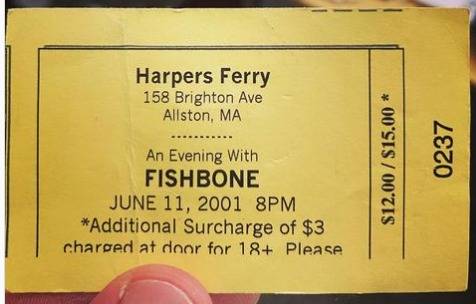 Harpers Ferry
158 Brighton Ave
Allston, MA
-----------
An Evening With
FISHBONE
JUNE 11, 2001 8PM
*Additional Surcharge of $3
charged at door for 18+ Please
$12.00 / $15.00 *
0237